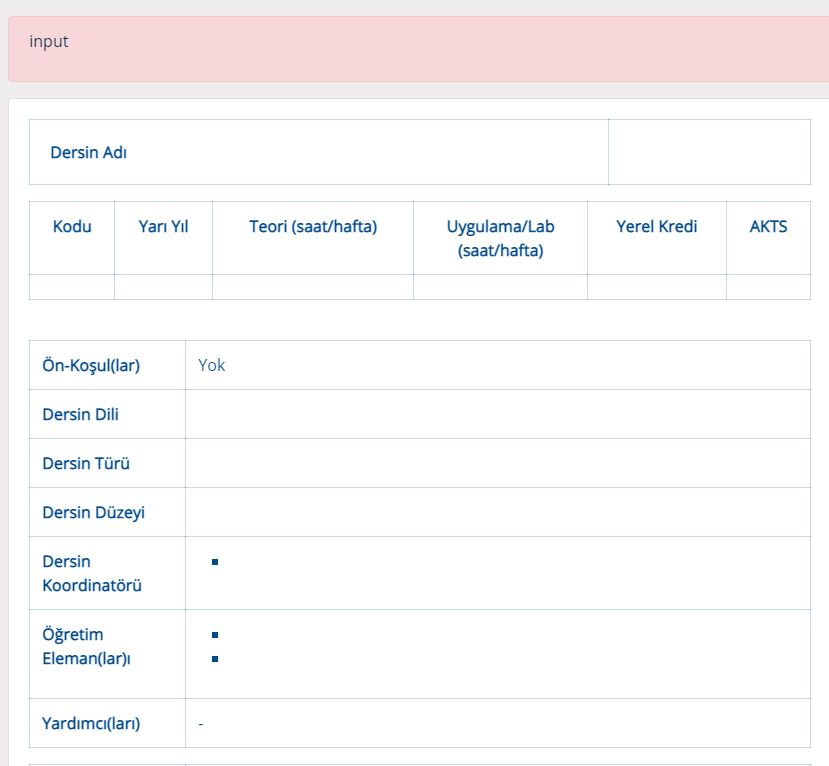 input
Dersin Adı
Kodu Yarı Yıl Teori (saat/hafta) Uygulama/Lab Yerel Kredi AKTS
(saat/hafta)
Ön-Koşul(lar) Yok
Dersin Dili
Dersin Türü
Dersin Düzeyi
Dersin
Koordinatörü
Öğretim
Eleman(lar)ı
Yardımcı(ları) -